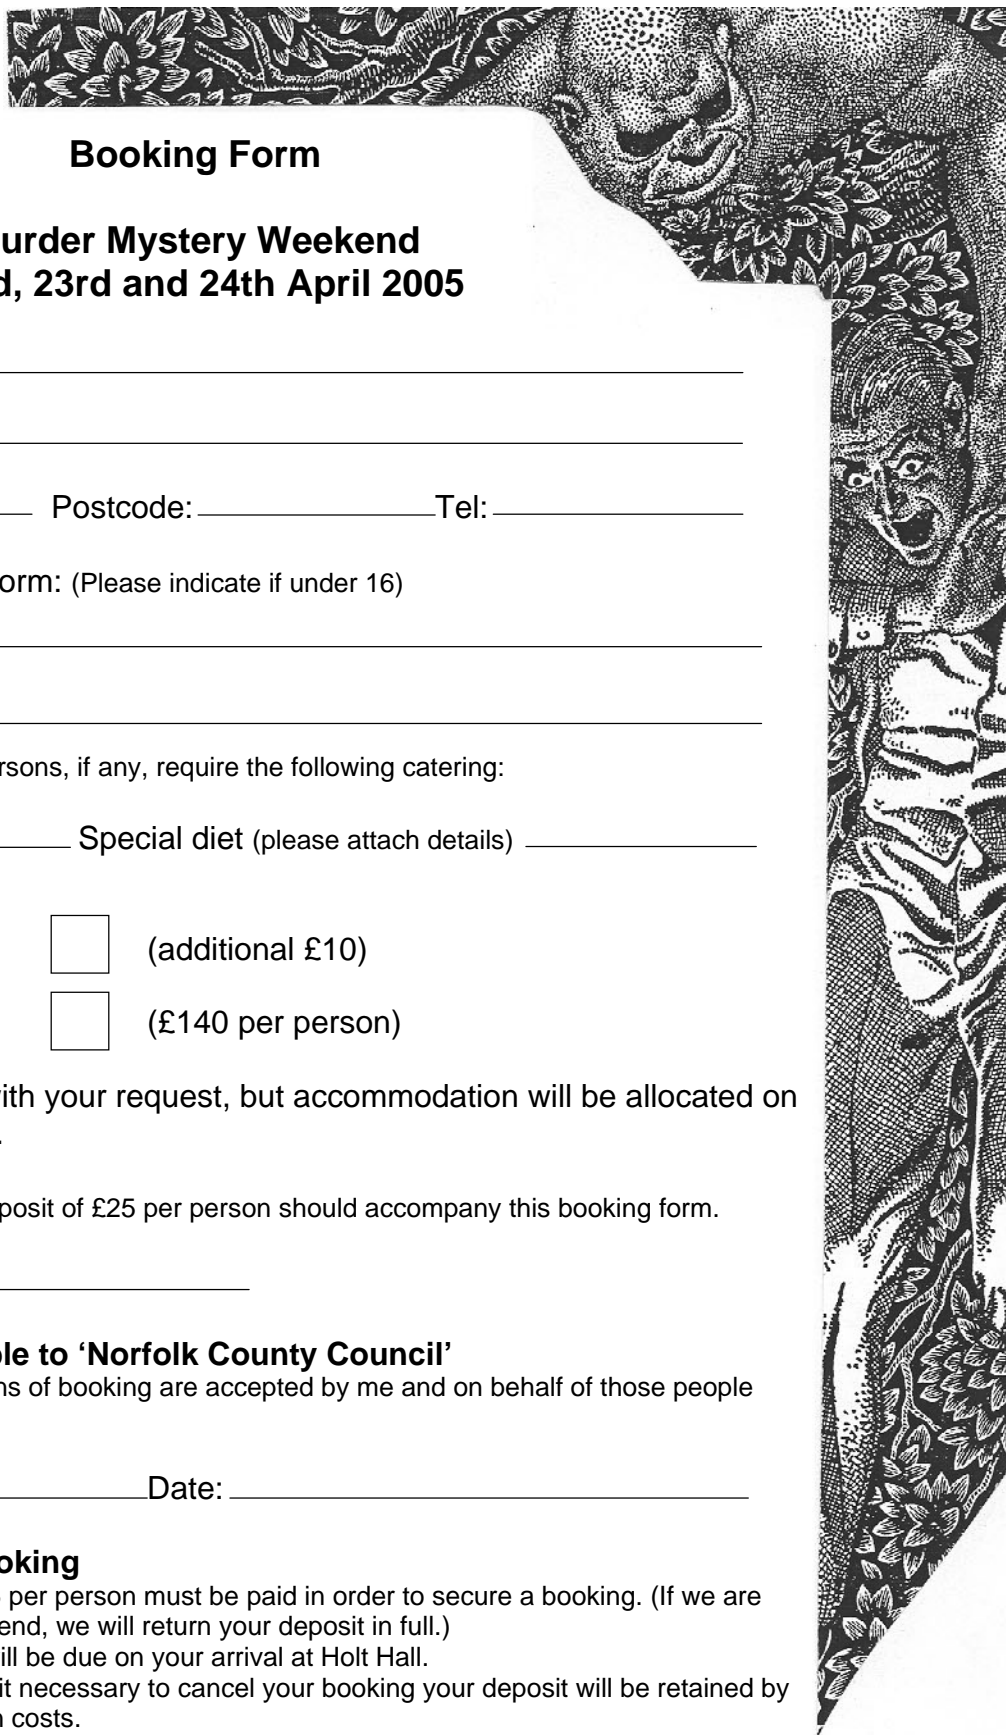 Booking Form
urder Mystery Weekend
d, 23rd and 24th April 2005
Postcode: Tel:
orm: (Please indicate if under 16)
rsons, if any, require the following catering:
Special diet (please attach details)
(additional £10)
(£140 per person)
ith your request, but accommodation will be allocated on
.
posit of £25 per person should accompany this booking form.
ple to ‘Norfolk County Council’
ns of booking are accepted by me and on behalf of those people
Date:
oking
per person must be paid in order to secure a booking. (If we are
end, we will return your deposit in full.)
ill be due on your arrival at Holt Hall.
it necessary to cancel your booking your deposit will be retained by
n costs.